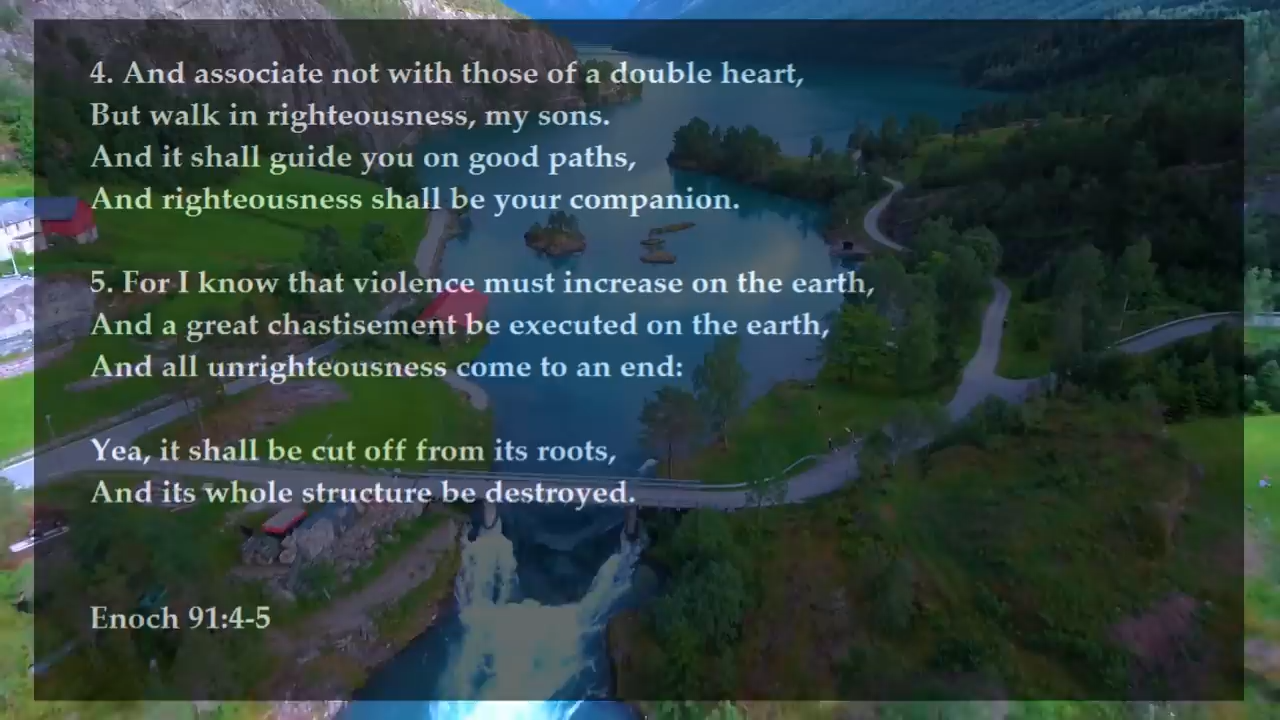 4. And associate not with those of a double heart,
But walk in righteousness, my sons.
And it shall guide you on good paths,
And righteousness shall be your companion.
5. For I know that violence must increase on the earth,
And a great chastisement be executed on the earth,
And all unrighteousness come to an end:
Yea, it shall be cut off from its roots,
And its whole structure be destroyed.
Enoch 91:4-5